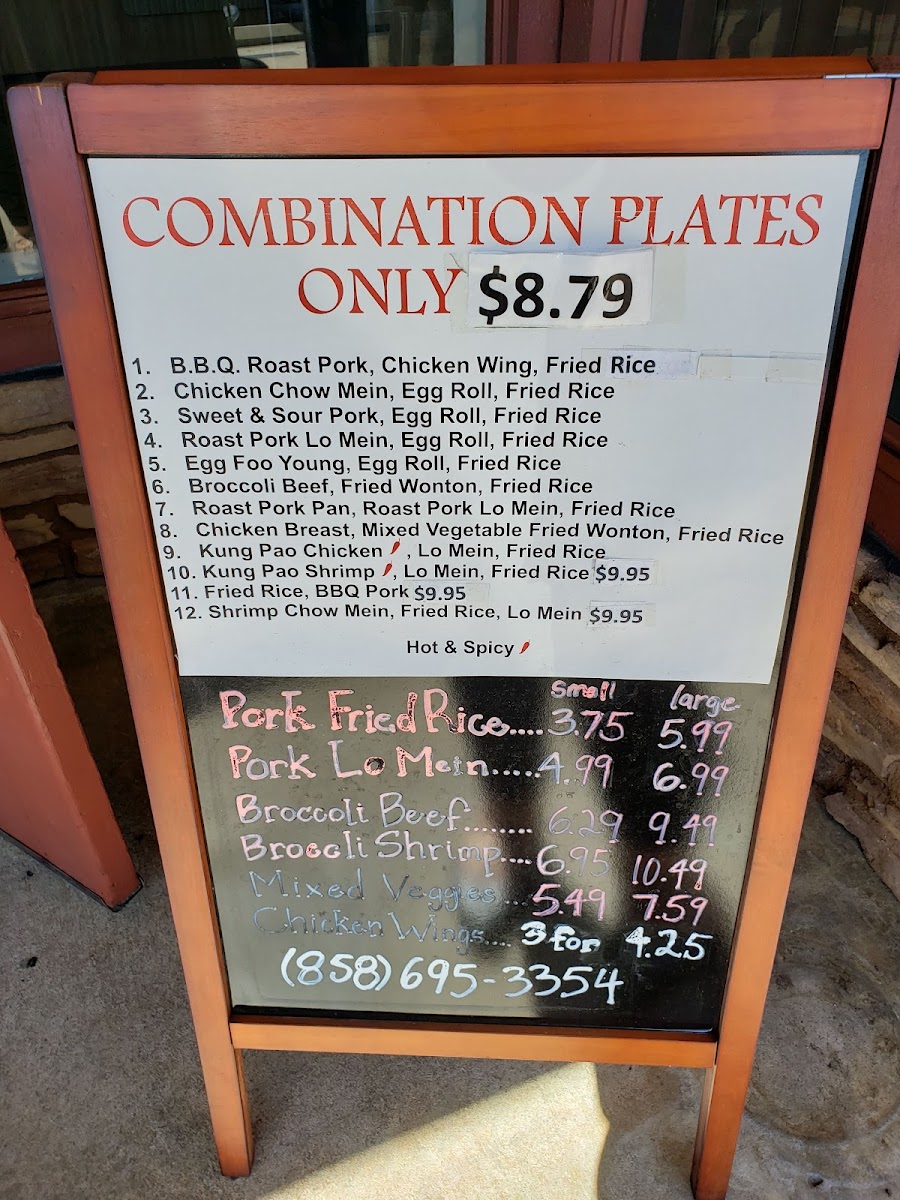 COMBINATION PLATES
ONLY $8.79
1. B.B.Q. Roast Pork, Chicken Wing, Fried Rice
2. Chicken Chow Mein, Egg Roll, Fried Rice
3. Sweet & Sour Pork, Egg Roll, Fried Rice
4. Roast Pork Lo Mein, Egg Roll, Fried Rice
5. Egg Foo Young, Egg Roll, Fried Rice
6. Broccoli Beef, Fried Wonton, Fried Rice
7. Roast Pork Pan, Roast Pork Lo Mein, Fried Rice
8. Chicken Breast, Mixed Vegetable Fried Wonton, Fried Rice
9. Kung Pao Chicken , Lo Mein, Fried Rice
10. Kung Pao Shrimp , Lo Mein, Fried Rice $9.95
11. Fried Rice, BBQ Pork $9.95
12. Shrimp Chow Mein, Fried Rice, Lo Mein $9.95
Hot & Spicy
small large
Pork Fried Rice.... 3.75 5.99
Pork Lo Mein..... 4.99 6.99
Broccoli Beef........ 6.29 9.49
Broccli Shrimp.... 6.95 10.49
Mixed Veggies ... 5.49 7.59
Chicken Wings.... 3 for 4.25
(858) 695-3354